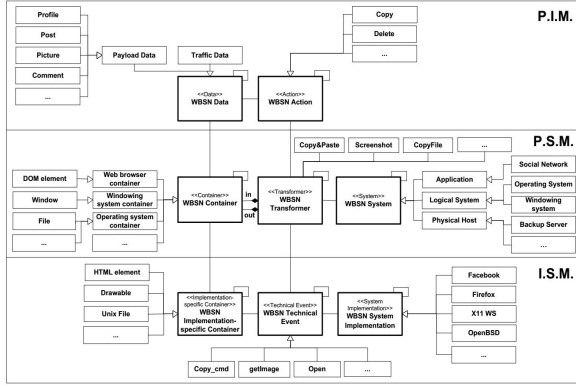 P.I.M.
Profile
Post
Picture
Comment
...
Payload Data
Traffic Data
Copy
Delete
...
<<Data>>
WBSN Data
<<Action>>
WBSN Action
P.S.M.
Copy&Paste
Screenshot
CopyFile
...
DOM element
Window
File
...
Web browser
container
Windowing
system container
Operating system
container
...
<<Container>>
WBSN Container
in
out
<<Transformer>>
WBSN
Transformer
<<System>>
WBSN System
Application
Logical System
Physical Host
Social Network
Operating System
Windowing
system
Backup Server
...
I.S.M.
HTML element
Drawable
Unix File
...
<<Implementation-
specific Container>>
WBSN
Implementation-
specific Container
<<Technical Event>>
WBSN Technical
Event
<<System
Implementation>>
WBSN System
Implementation
Facebook
Firefox
X11 WS
OpenBSD
...
Copy_cmd
getImage
Open
...